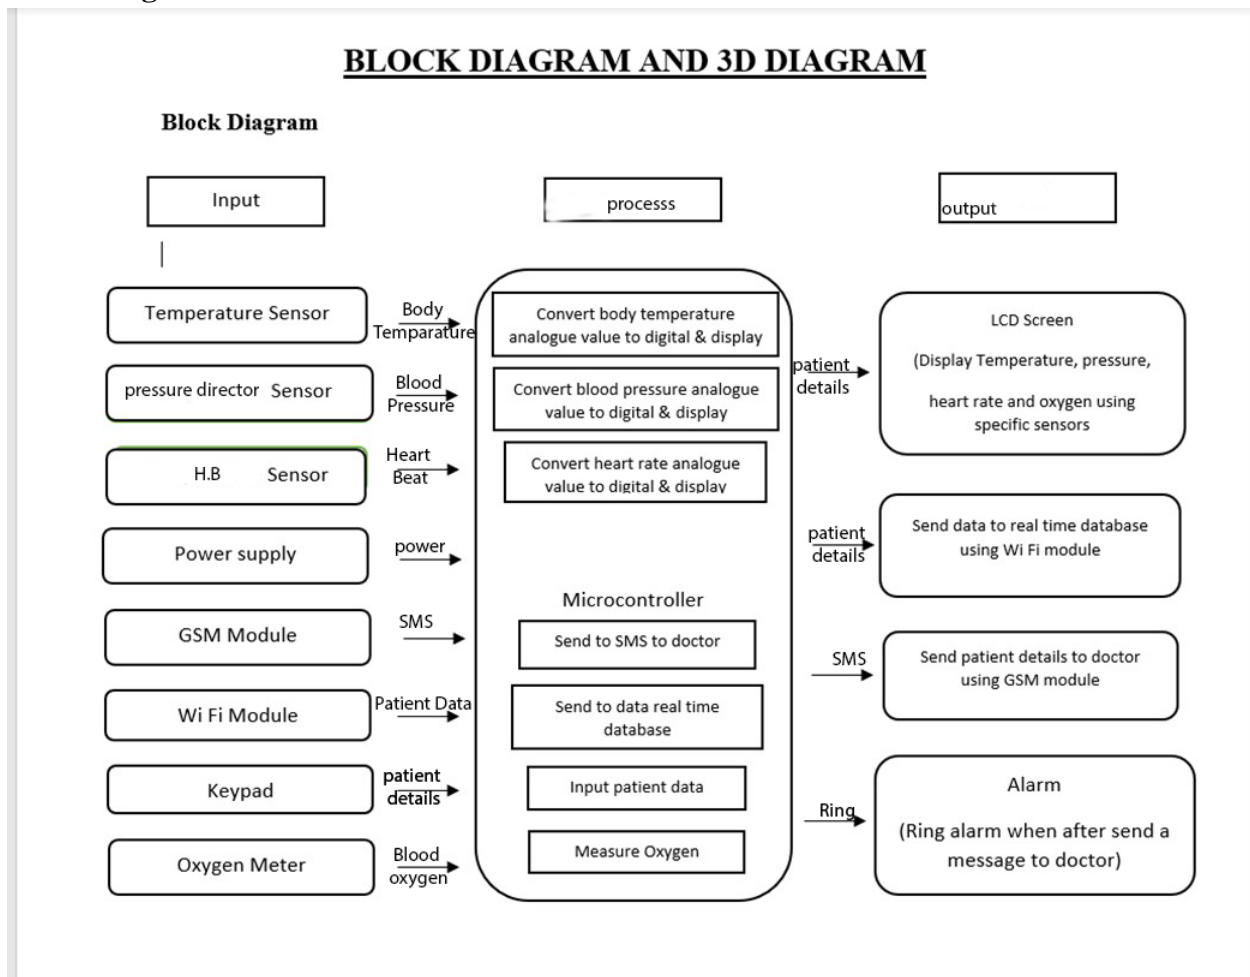 BLOCK DIAGRAM AND 3D DIAGRAM
Block Diagram
Input
processs
output
Temperature Sensor
Body
Temparature
Convert body temperature
analogue value to digital & display
pressure director Sensor
Blood
Pressure
Convert blood pressure analogue
value to digital & display
H.B Sensor
Heart
Beat
Convert heart rate analogue
value to digital & display
Power supply
power
Microcontroller
GSM Module
SMS
Send to SMS to doctor
Wi Fi Module
Patient Data
Send to data real time
database
Keypad
patient
details
Input patient data
Oxygen Meter
Blood
oxygen
Measure Oxygen
patient
details
LCD Screen
(Display Temperature, pressure,
heart rate and oxygen using
specific sensors
patient
details
Send data to real time database
using Wi Fi module
SMS
Send patient details to doctor
using GSM module
Ring
Alarm
(Ring alarm when after send a
message to doctor)